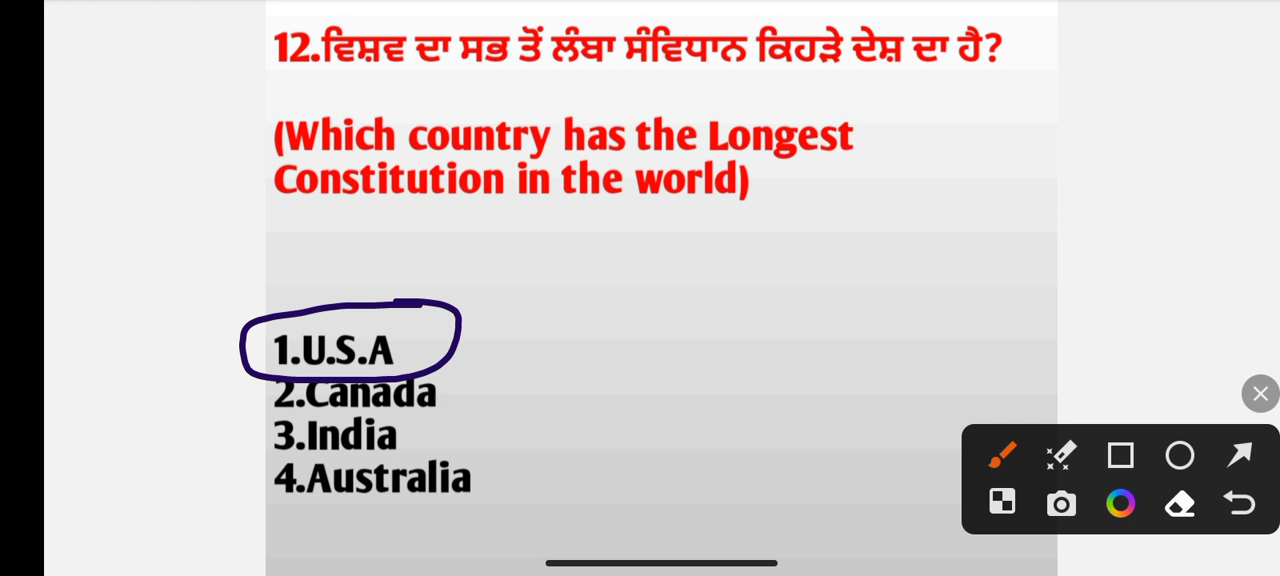 12.ਵਿਸ਼ਵ ਦਾ ਸਭ ਤੋਂ ਲੰਬਾ ਸੰਵਿਧਾਨ ਕਿਹੜੇ ਦੇਸ਼ ਦਾ ਹੈ?
(Which country has the Longest
Constitution in the world)
1.U.S.A
2.Canada
3.India
4.Australia